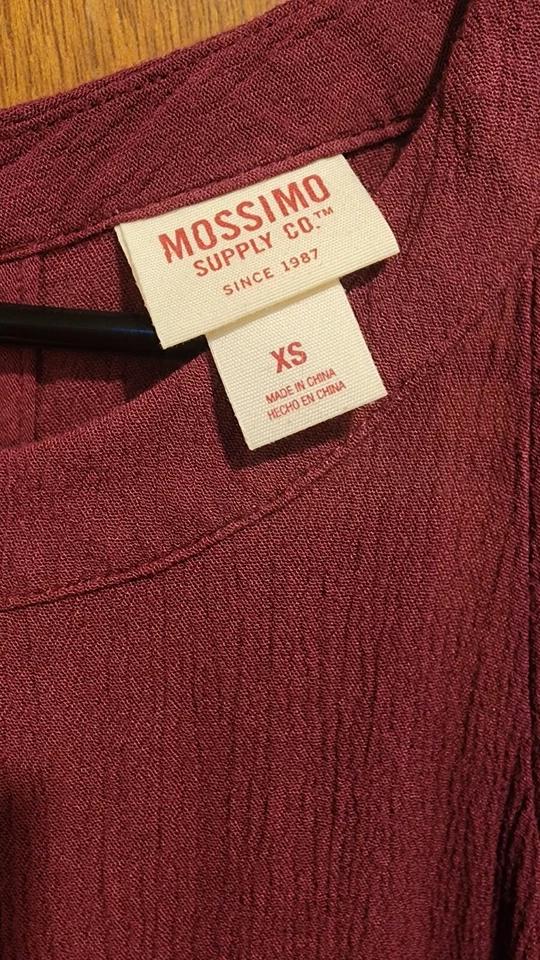 MOSSIMO
SUPPLY CO.™
SINCE 1987
XS
MADE IN CHINA
HECHO EN CHINA